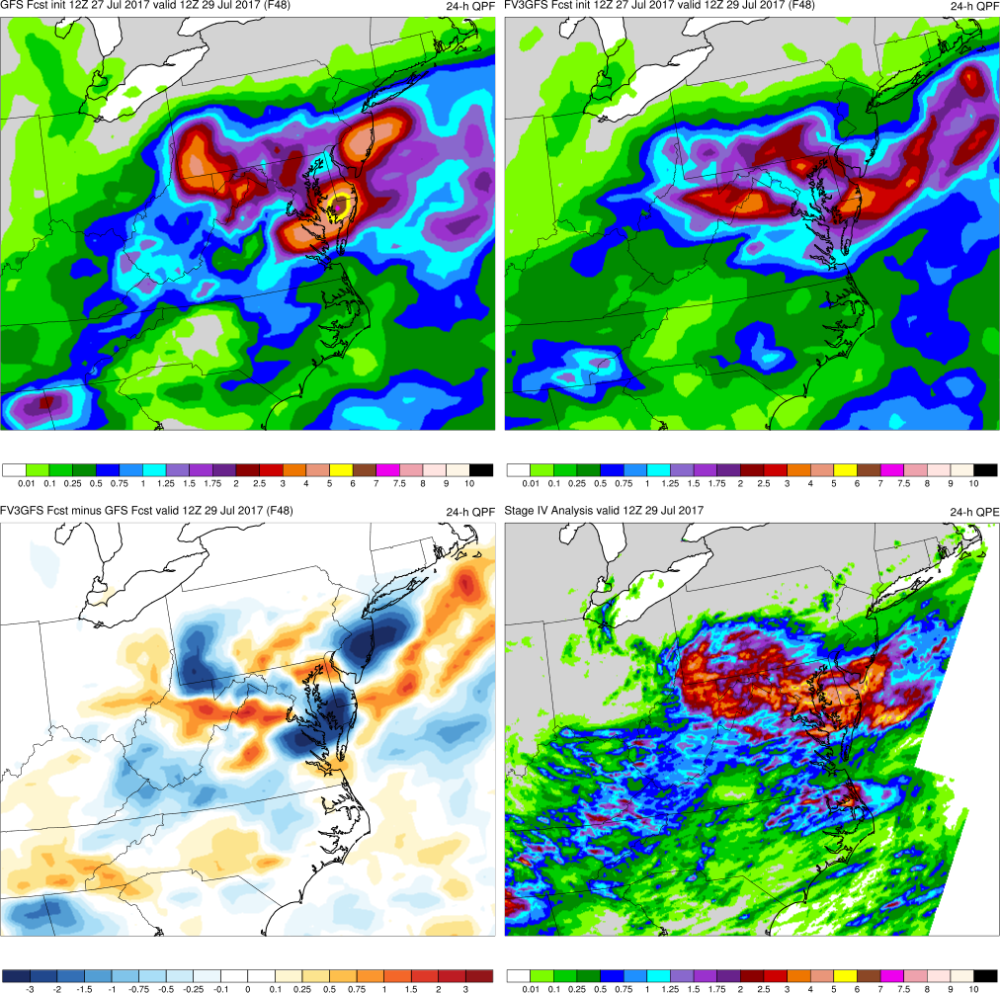 GFS Fcst init 12Z 27 Jul 2017 valid 12Z 29 Jul 2017 (F48) 24-h QPF
FV3GFS Fcst init 12Z 27 Jul 2017 valid 12Z 29 Jul 2017 (F48) 24-h QPF
0.01 0.1 0.25 0.5 0.75 1 1.25 1.5 1.75 2 2.5 3 4 5 6 7 7.5 8 9 10
0.01 0.1 0.25 0.5 0.75 1 1.25 1.5 1.75 2 2.5 3 4 5 6 7 7.5 8 9 10
FV3GFS Fcst minus GFS Fcst valid 12Z 29 Jul 2017 (F48) 24-h QPF
Stage IV Analysis valid 12Z 29 Jul 2017 24-h QPE
-3 -2 -1.5 -1 -0.75 -0.5 -0.25 -0.1 0 0.1 0.25 0.5 0.75 1 1.5 2 3
0.01 0.1 0.25 0.5 0.75 1 1.25 1.5 1.75 2 2.5 3 4 5 6 7 7.5 8 9 10